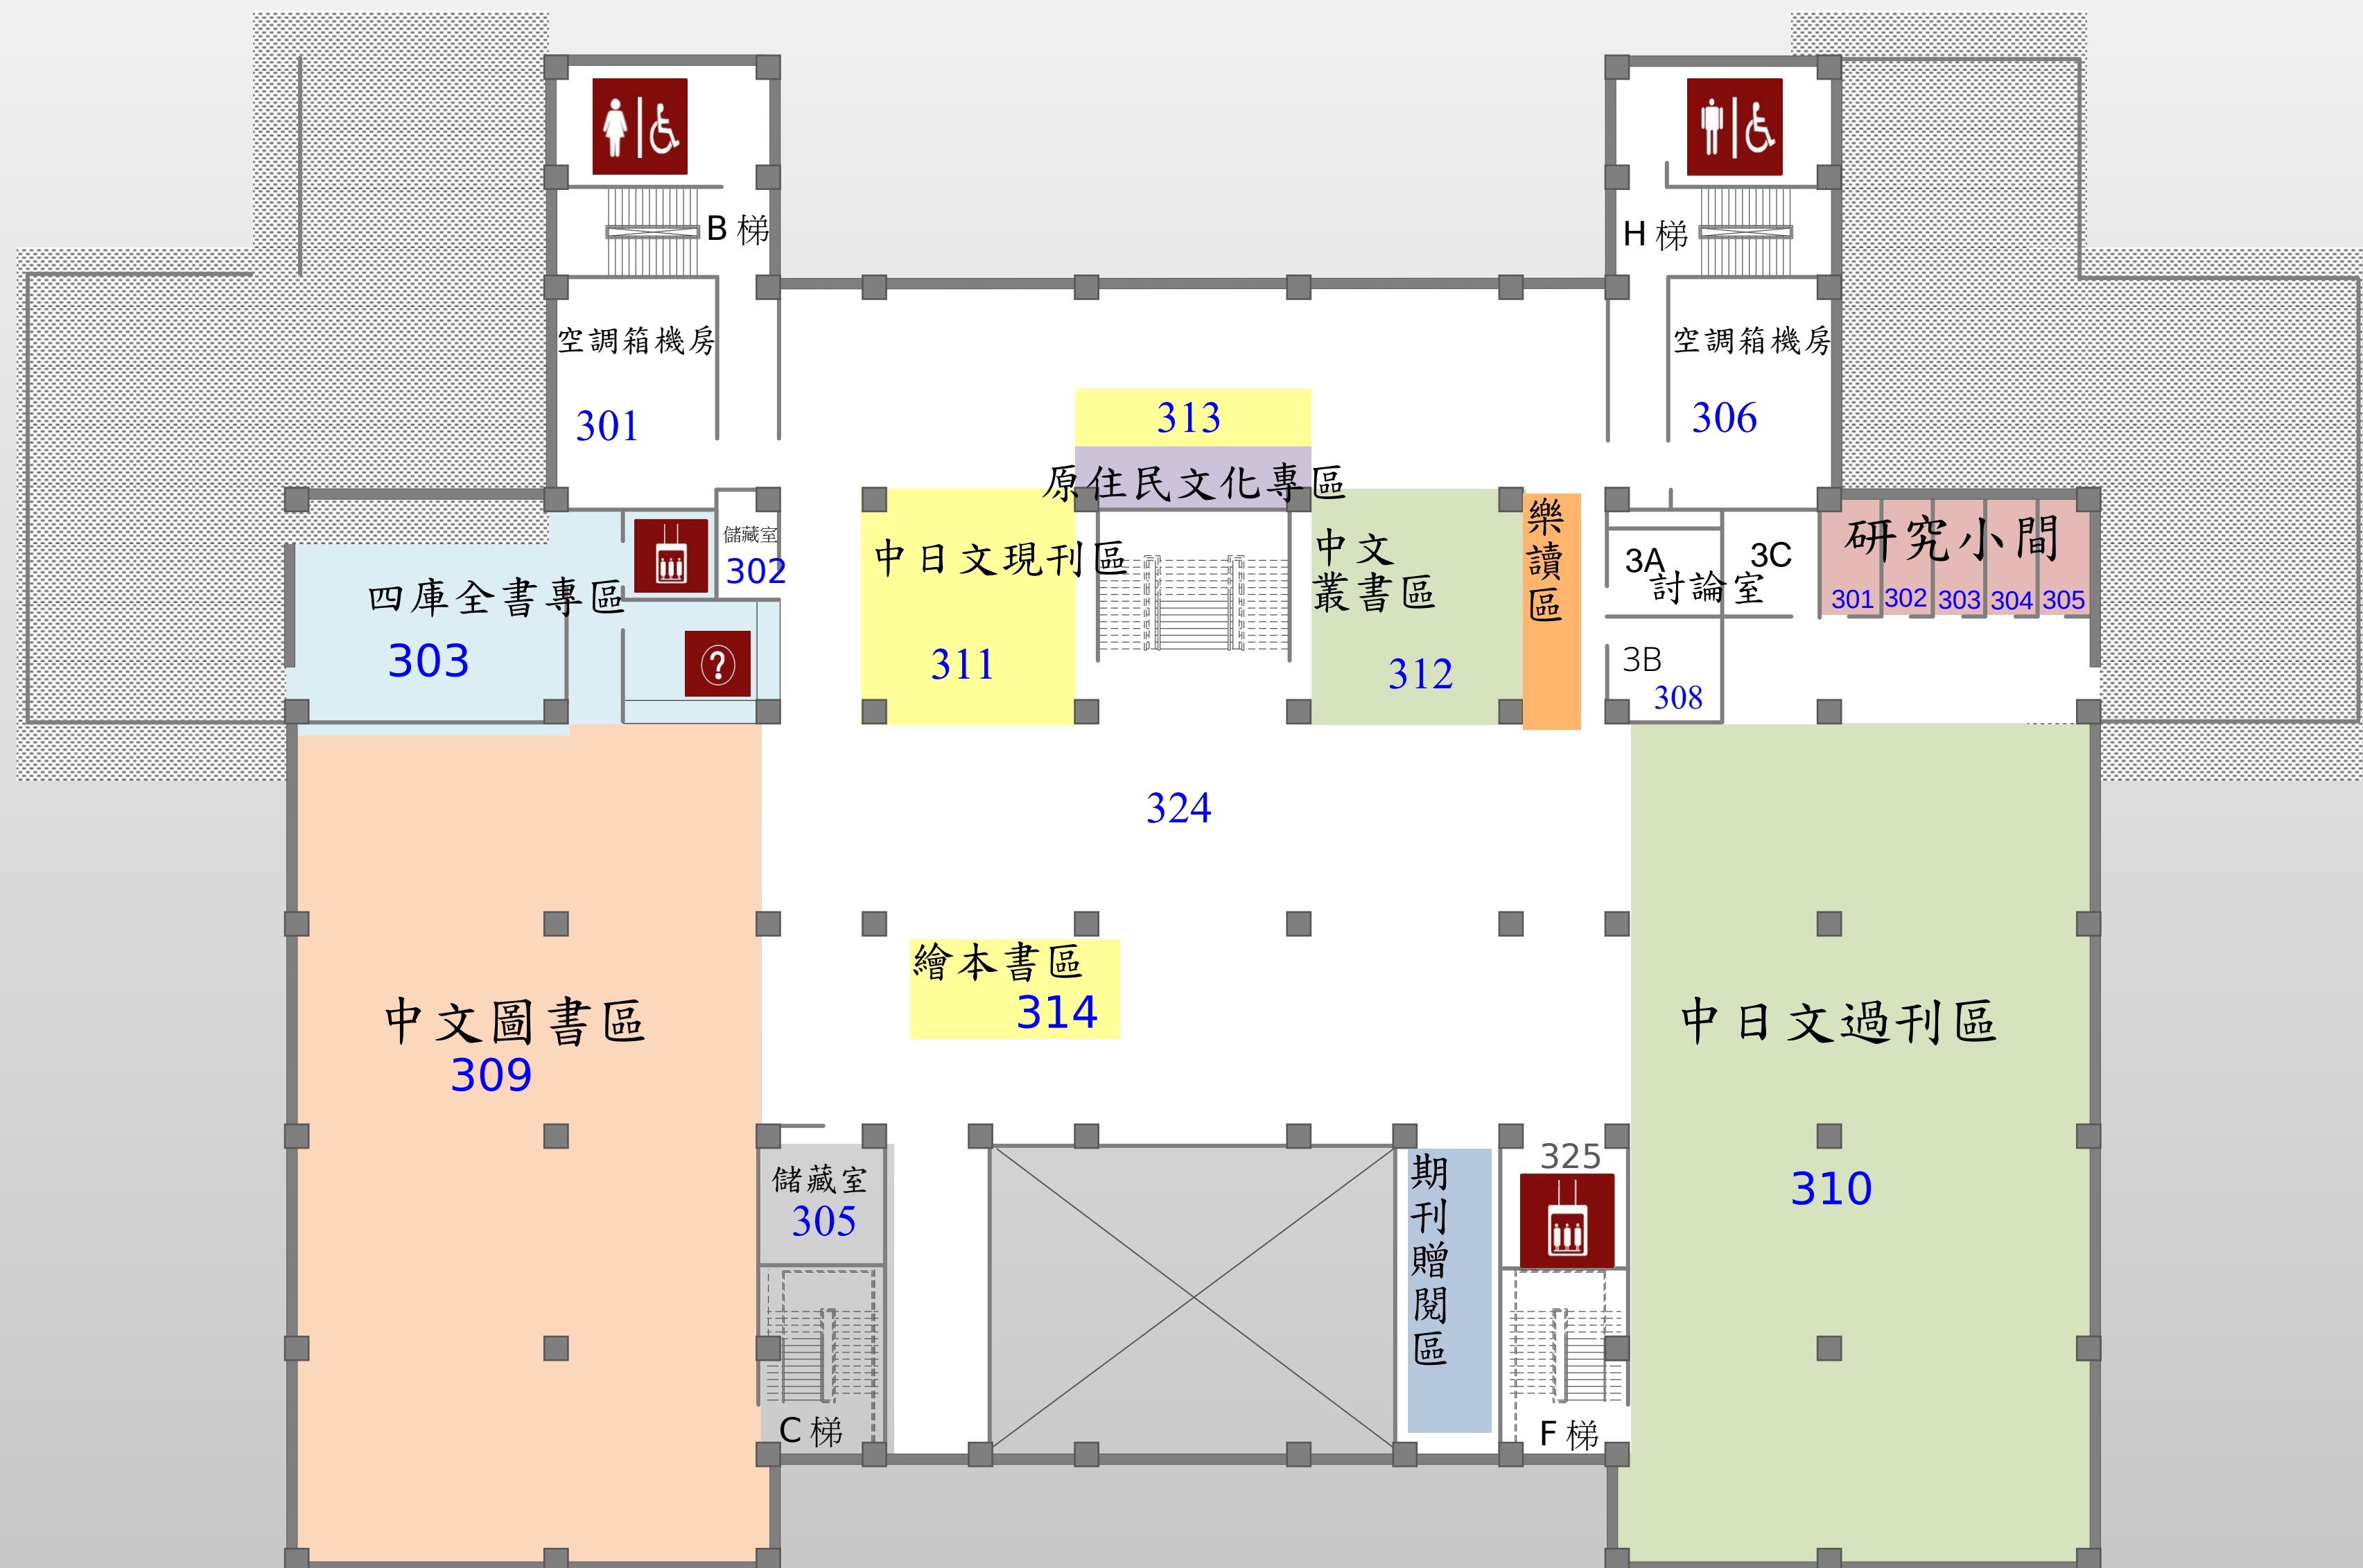 B 梯
H 梯
空調箱機房
301
空調箱機房
306
313
原住民文化專區
儲藏室
302
四庫全書專區
303
?
中日文現刊區
311
中文
叢書區
312
樂讀區
3A
3C
討論室
3B
308
研究小間
301 302 303 304 305
324
繪本書區
314
中文圖書區
309
中日文過刊區
310
儲藏室
305
C 梯
期刊贈閱區
325
F 梯